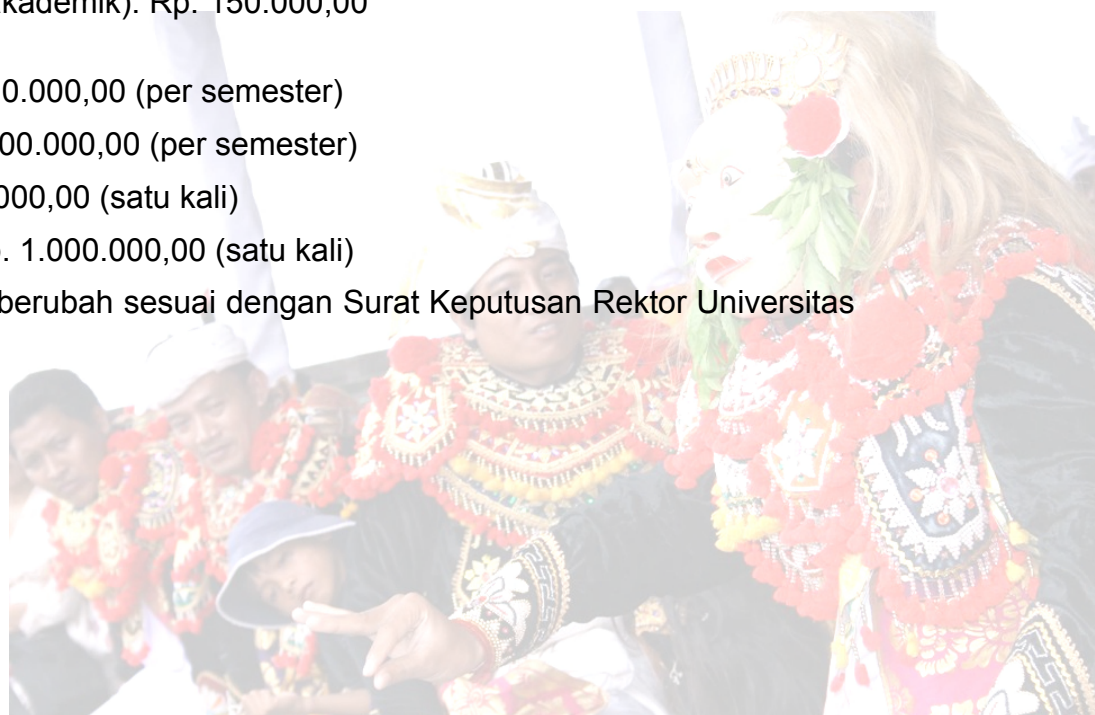 kademik). Rp. 150.000,00
0.000,00 (per semester)
00.000,00 (per semester)
000,00 (satu kali)
. 1.000.000,00 (satu kali)
berubah sesuai dengan Surat Keputusan Rektor Universitas